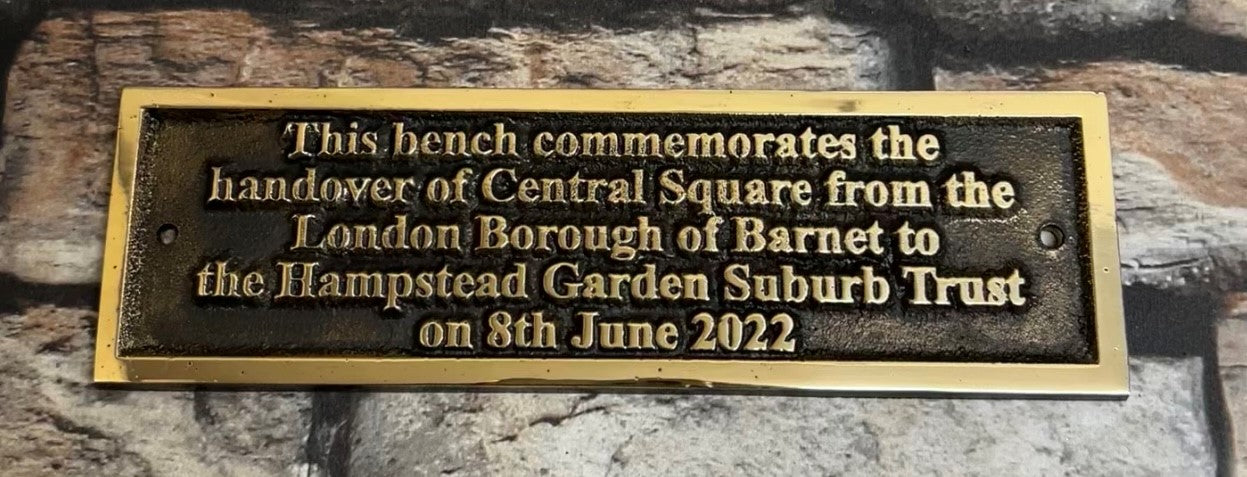 This bench commemorates the
handover of Central Square from the
London Borough of Barnet to
the Hampstead Garden Suburb Trust
on 8th June 2022